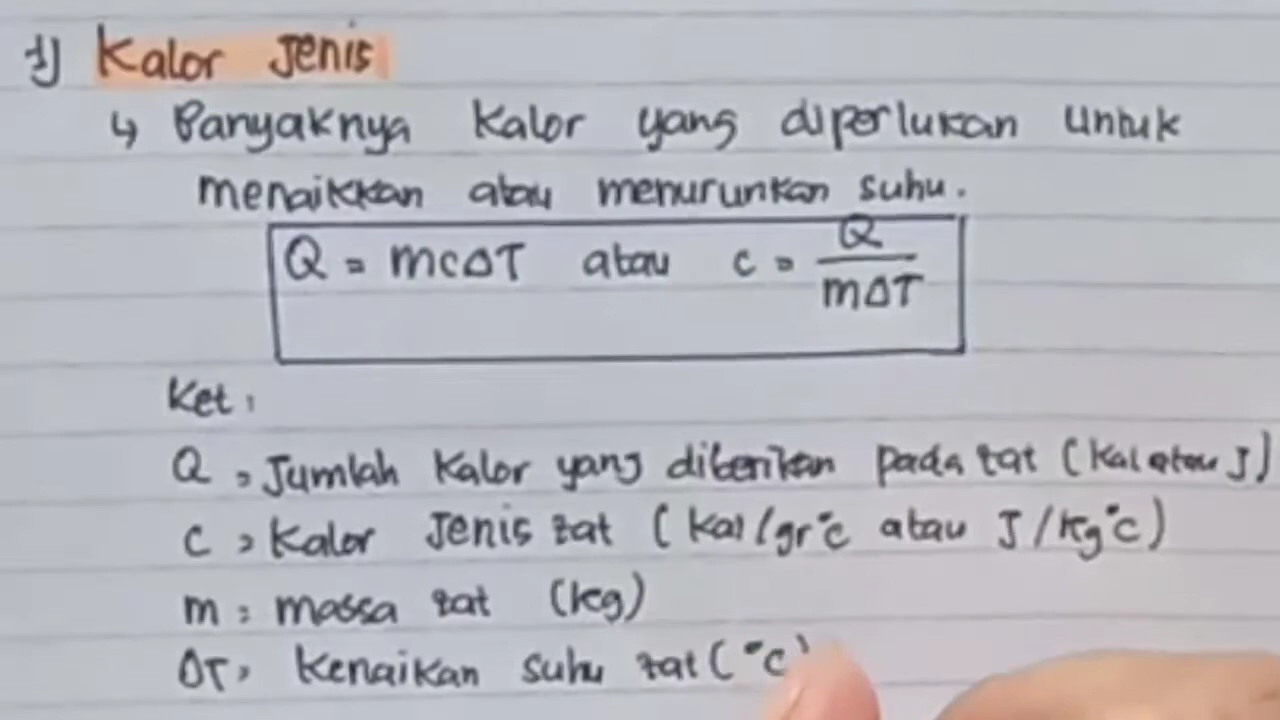 1) Kalor Jenis
↳ Banyaknya Kalor yang diperlukan untuk
menaikkan atau menurunkan suhu.
Q = mcΔT atau c = Q/mΔT
Ket:
Q = Jumlah Kalor yang diberikan pada zat (Kal atau J)
c = Kalor Jenis zat (Kal/gr°c atau J/kg°c)
m = massa zat (kg)
ΔT = Kenaikan suhu zat (°c)